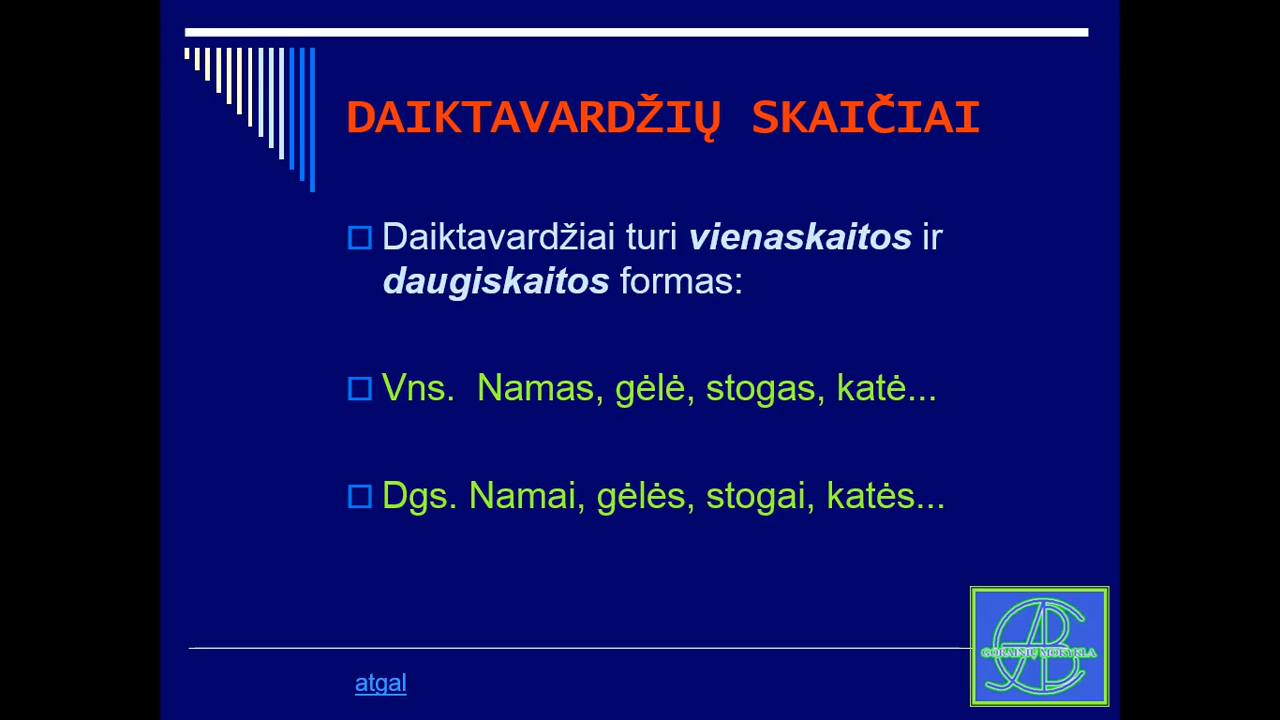 DAIKTAVARDŽIŲ SKAIČIAI
Daiktavardžiai turi vienaskaitos ir
daugiskaitos formas:
Vns. Namas, gėlė, stogas, katė...
Dgs. Namai, gėlės, stogai, katės...
atgal